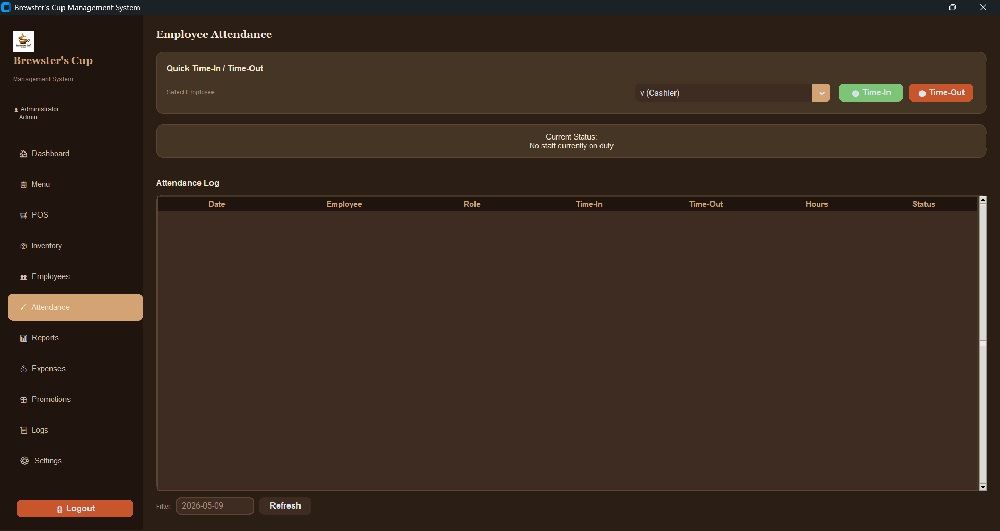 Brewster's Cup Management System
Brewster's Cup
Management System
Administrator
Admin
Dashboard
Menu
POS
Inventory
Employees
Attendance
Reports
Expenses
Promotions
Logs
Settings
Logout
Employee Attendance
Quick Time-In / Time-Out
Select Employee
v (Cashier)
Time-In
Time-Out
Current Status:
No staff currently on duty
Attendance Log
Date Employee Role Time-In Time-Out Hours Status
Filter: 2026-05-09 Refresh